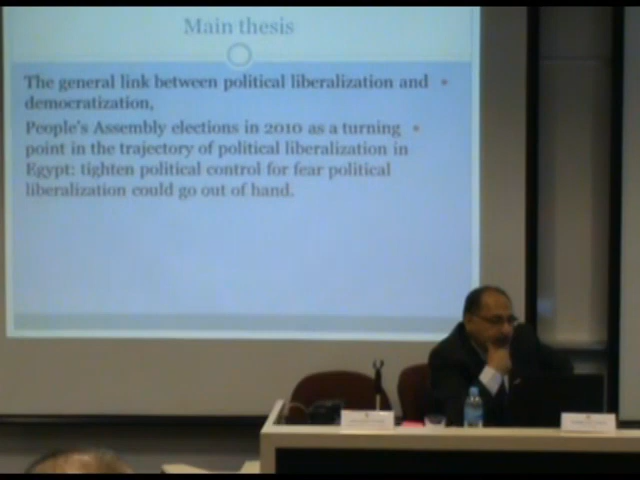 Main thesis
The general link between political liberalization and
democratization,
People's Assembly elections in 2010 as a turning
point in the trajectory of political liberalization in
Egypt: tighten political control for fear political
liberalization could go out of hand.